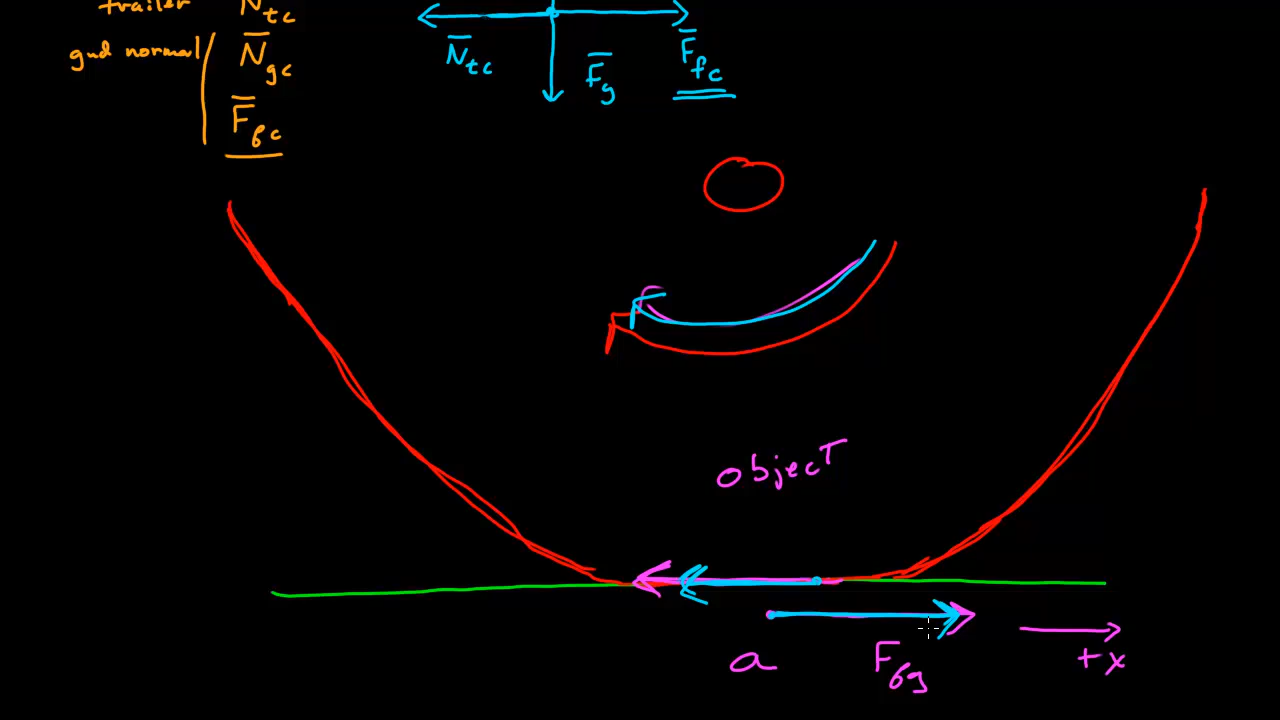 trailer N̅tc
gnd normal N̅gc
F̅fc
N̅tc F̅g F̅fc
object
a Ffg +x